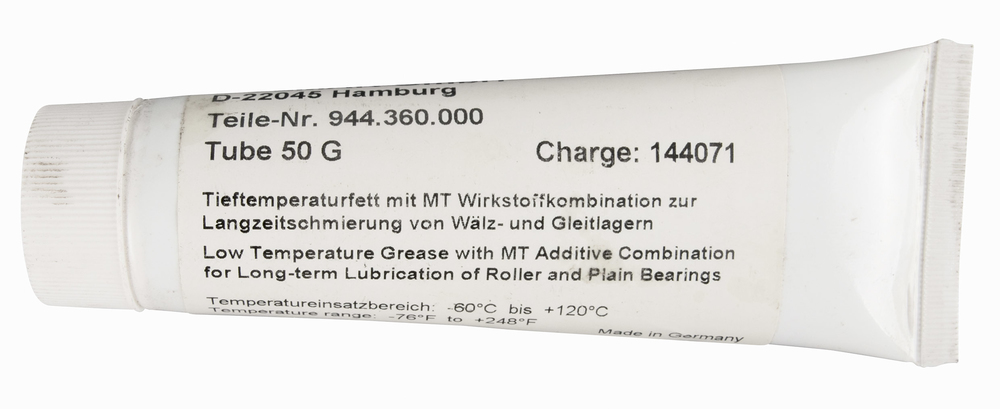 D-22045 Hamburg
Teile-Nr. 944.360.000
Tube 50 G
Charge: 144071
Tieftemperaturfett mit MT Wirkstoffkombination zur
Langzeitschmierung von Wälz- und Gleitlagern
Low Temperature Grease with MT Additive Combination
for Long-term Lubrication of Roller and Plain Bearings
Temperatureinsatzbereich: -60°C bis +120°C
Temperature range: -76°F to +248°F
Made in Germany